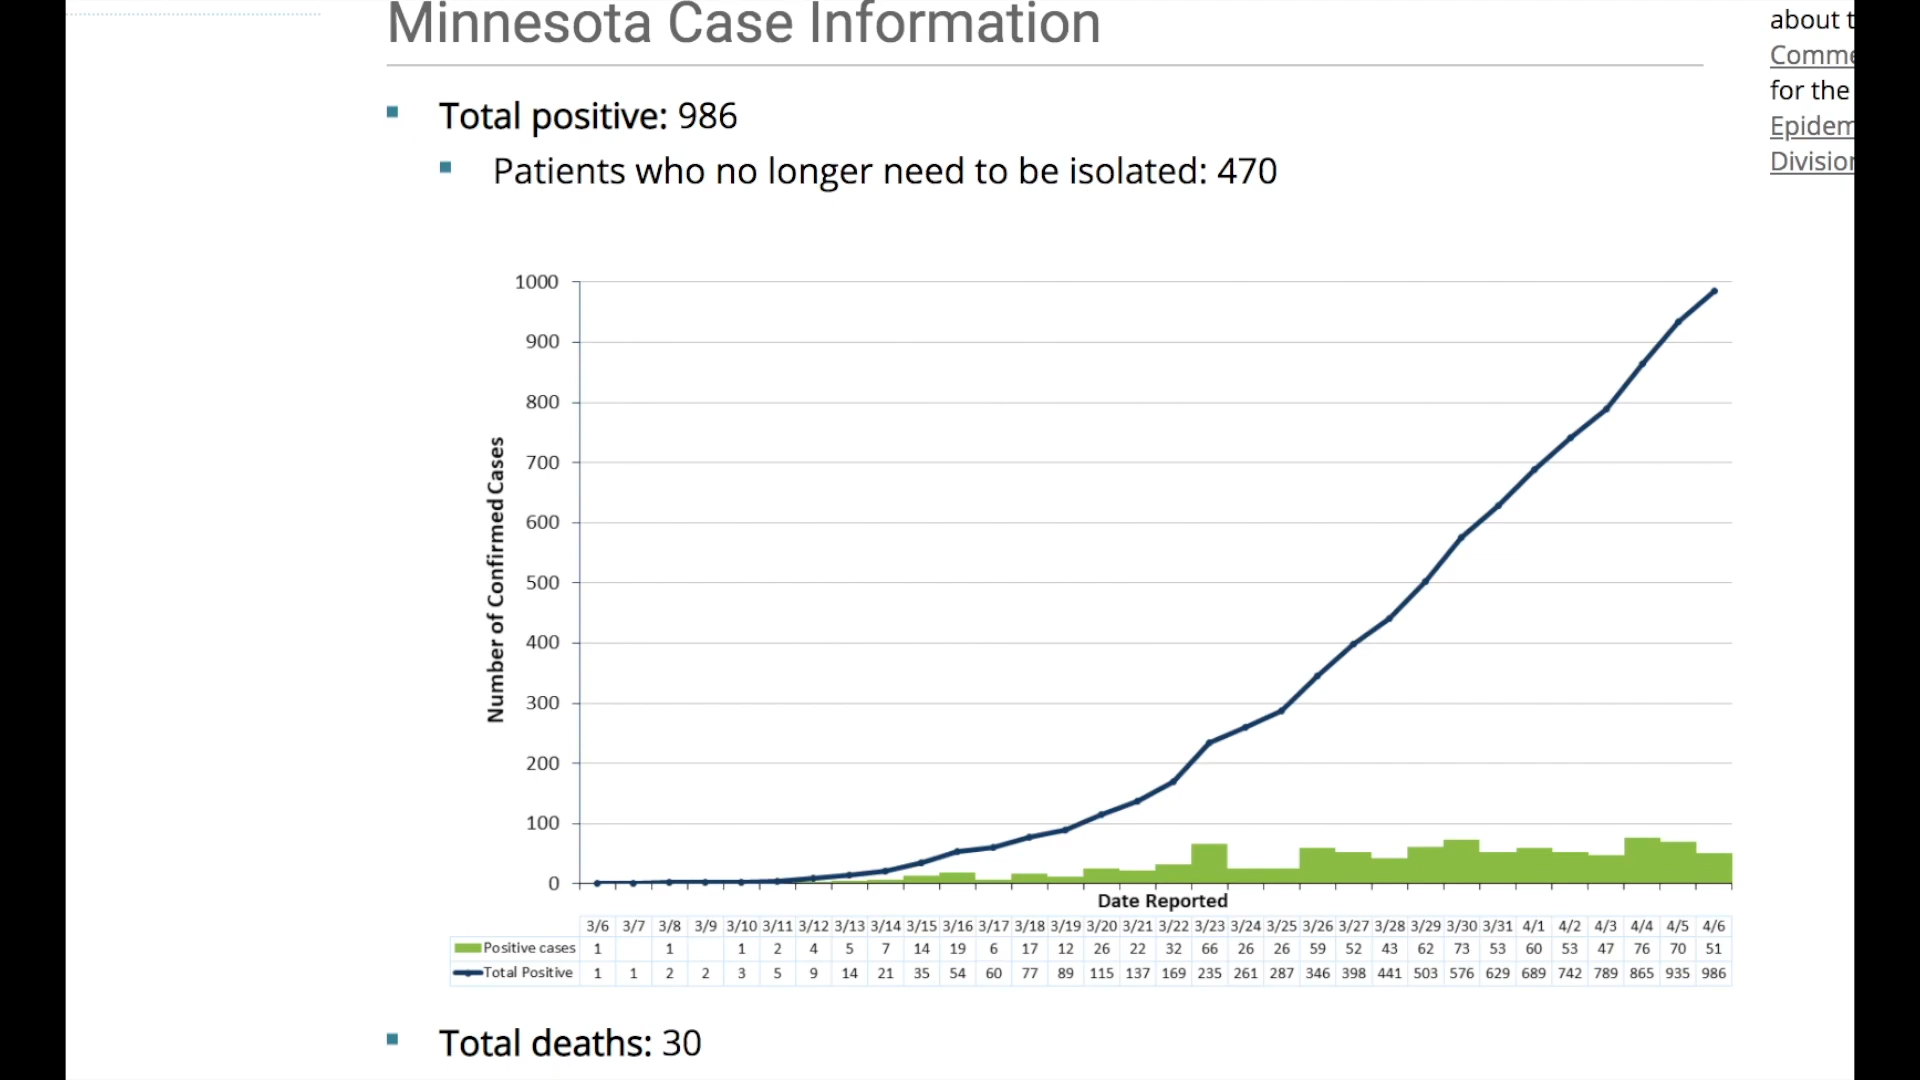 Minnesota Case Information
Total positive: 986
Patients who no longer need to be isolated: 470
about t
Comme
for the
Epidem
Division
1000
900
800
700
600
500
400
300
200
100
0
Number of Confirmed Cases
Date Reported
3/6 3/7 3/8 3/9 3/10 3/11 3/12 3/13 3/14 3/15 3/16 3/17 3/18 3/19 3/20 3/21 3/22 3/23 3/24 3/25 3/26 3/27 3/28 3/29 3/30 3/31 4/1 4/2 4/3 4/4 4/5 4/6
Positive cases 1 1 1 2 4 5 7 14 19 6 17 12 26 22 32 66 26 26 59 52 43 62 73 53 60 53 47 76 70 51
Total Positive 1 1 2 2 3 5 9 14 21 35 54 60 77 89 115 137 169 235 261 287 346 398 441 503 576 629 689 742 789 865 935 986
Total deaths: 30